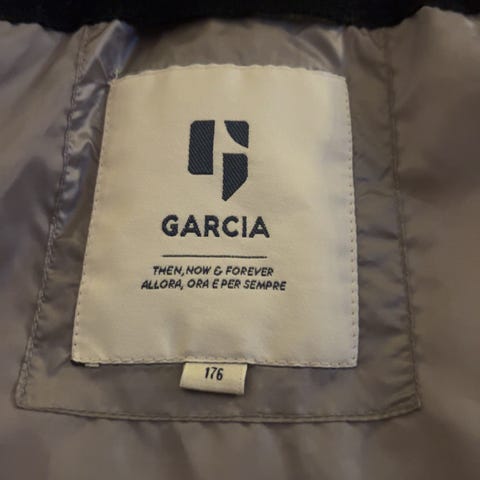 GARCIA
THEN, NOW & FOREVER
ALLORA, ORA E PER SEMPRE
176